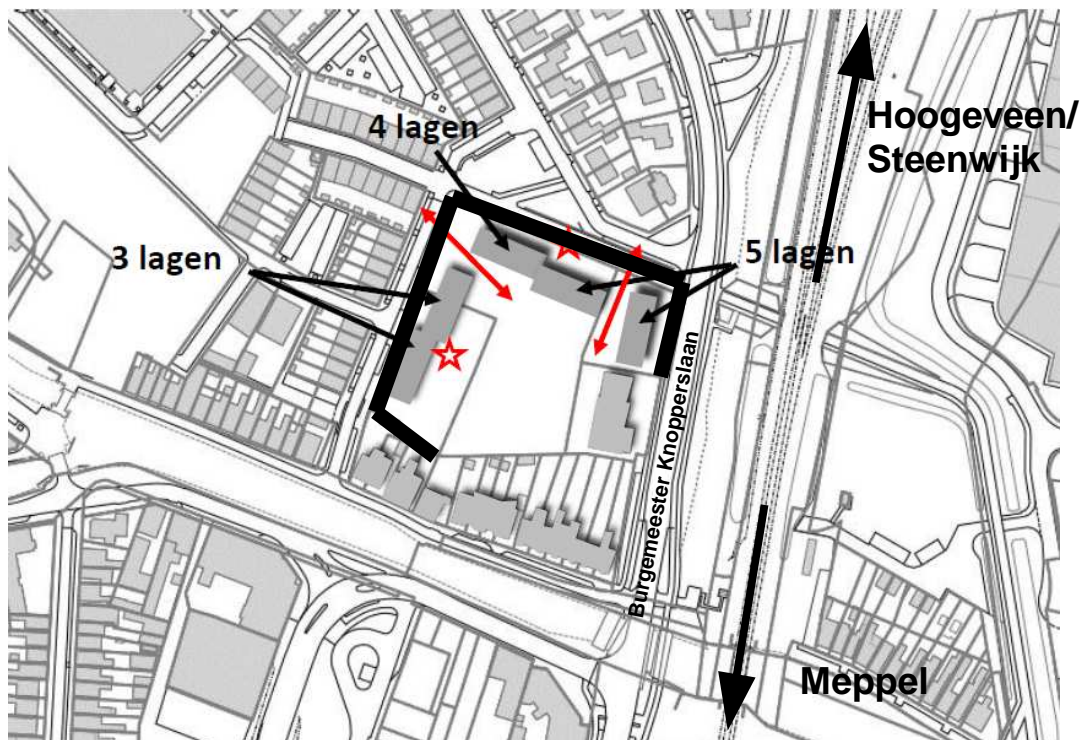 Hoogeveen/
Steenwijk
4 lagen
3 lagen
5 lagen
Burgemeester Knopperslaan
Meppel